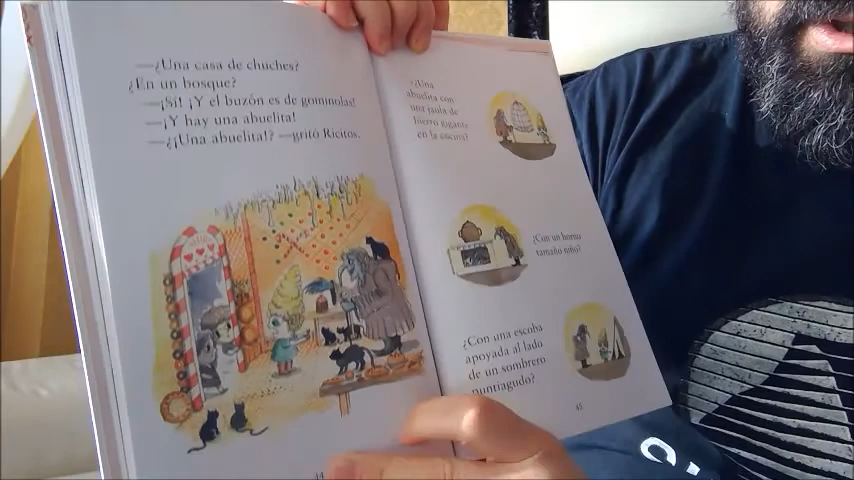 —¿Una casa de chuches?
¿En un bosque?
—¡Sí! ¡Y el buzón es de gominolas!
—¡Y hay una abuelita!
—¿Una abuelita!? —gritó Ricitos.
¿Una
abuelita con
una jaula de
hierro gigante
en la cocina?
¿Con un horno
tamaño niño?
¿Con una escoba
apoyada al lado
de un sombrero
puntiagudo?
45